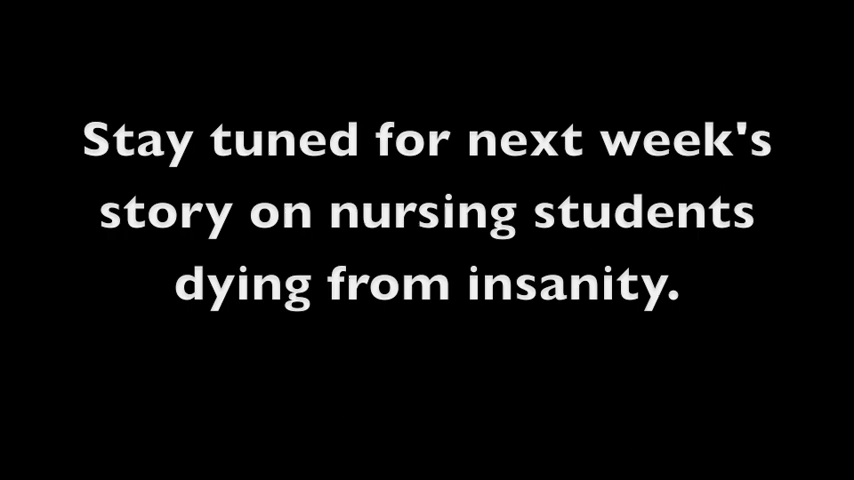 Stay tuned for next week's
story on nursing students
dying from insanity.